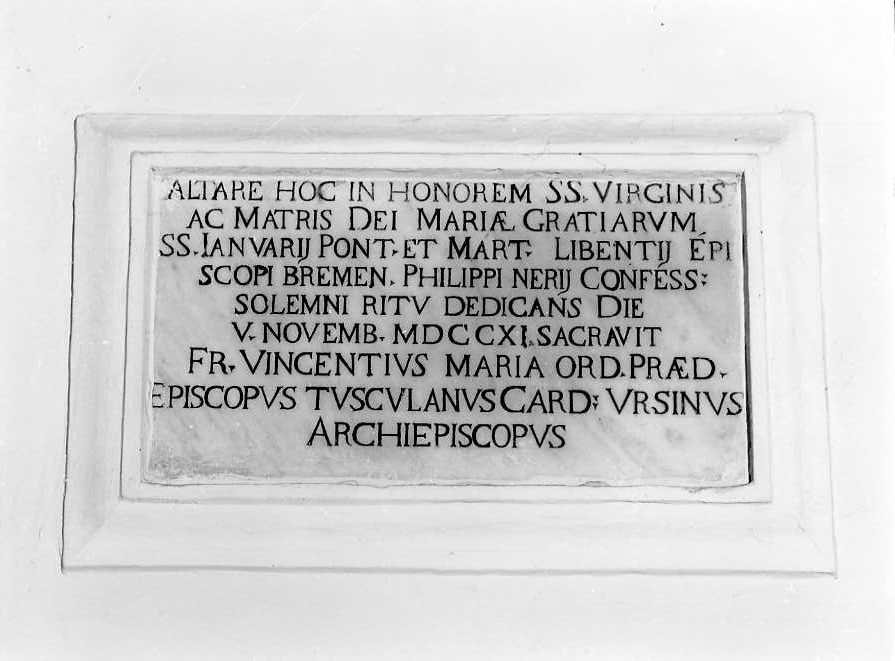 ALTARE HOC IN HONOREM SS. VIRGINIS
AC MATRIS DEI MARIÆ GRATIARVM,
SS. IANVARIJ PONT. ET MART. LIBENTIJ EPI
SCOPI BREMEN. PHILIPPI NERIJ CONFESS:
SOLEMNI RITV DEDICANS DIE
V. NOVEMB. MDCCXI. SACRAVIT
FR. VINCENTIVS MARIA ORD. PRÆD.
EPISCOPVS TVSCVLANVS CARD: VRSINVS
ARCHIEPISCOPVS